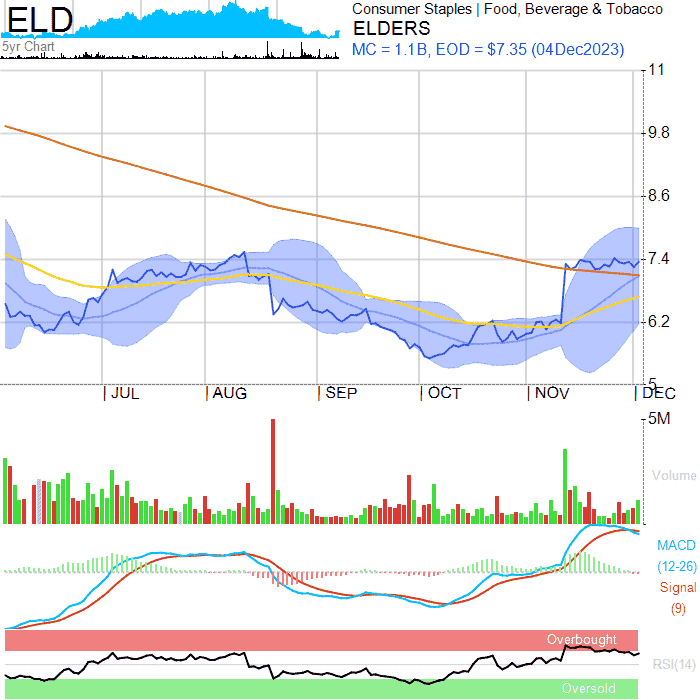 ELD
5yr Chart
Consumer Staples | Food, Beverage & Tobacco
ELDERS
MC = 1.1B, EOD = $7.35 (04Dec2023)
11
9.8
8.6
7.4
6.2
5
JUL
AUG
SEP
OCT
NOV
DEC
5M
Volume
MACD
(12-26)
Signal
(9)
Overbought
RSI(14)
Oversold